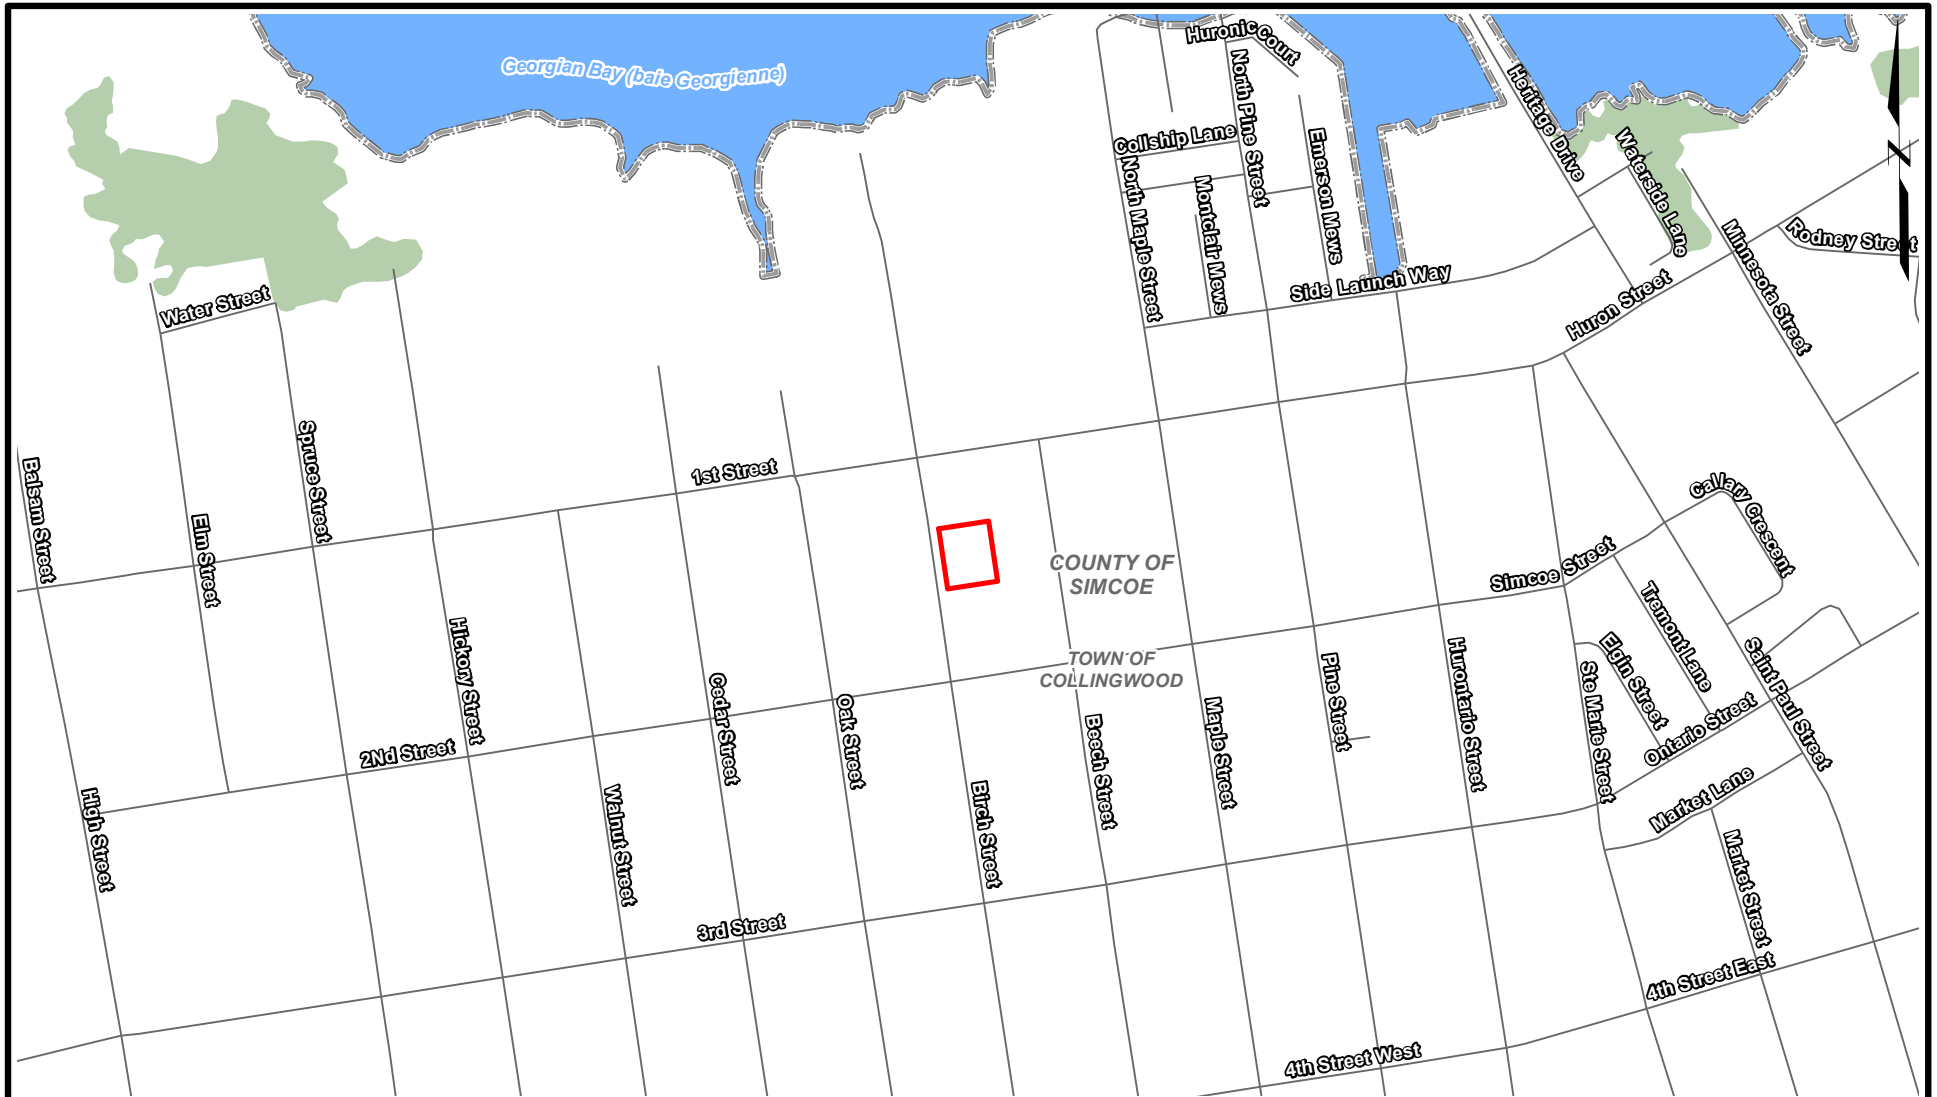 Georgian Bay (baie Georgienne)
Huronic Court
North Pine Street
Heritage Drive
Collship Lane
Emerson Mews
Waterside Lane
North Maple Street
Montclair Mews
Minnesota Street
Rodney Street
N
Side Launch Way
Water Street
Huron Street
Spruce Street
Balsam Street
1st Street
Callary Crescent
Elm Street
COUNTY OF
SIMCOE
Simcoe Street
Tremont Lane
Hickory Street
TOWN OF
COLLINGWOOD
Elgin Street
Saint Paul Street
Cedar Street
Oak Street
Pine Street
Hurontario Street
Ste Marie Street
Maple Street
Beech Street
2Nd Street
Ontario Street
High Street
Walnut Street
Birch Street
Market Lane
Market Street
3rd Street
4th Street East
4th Street West